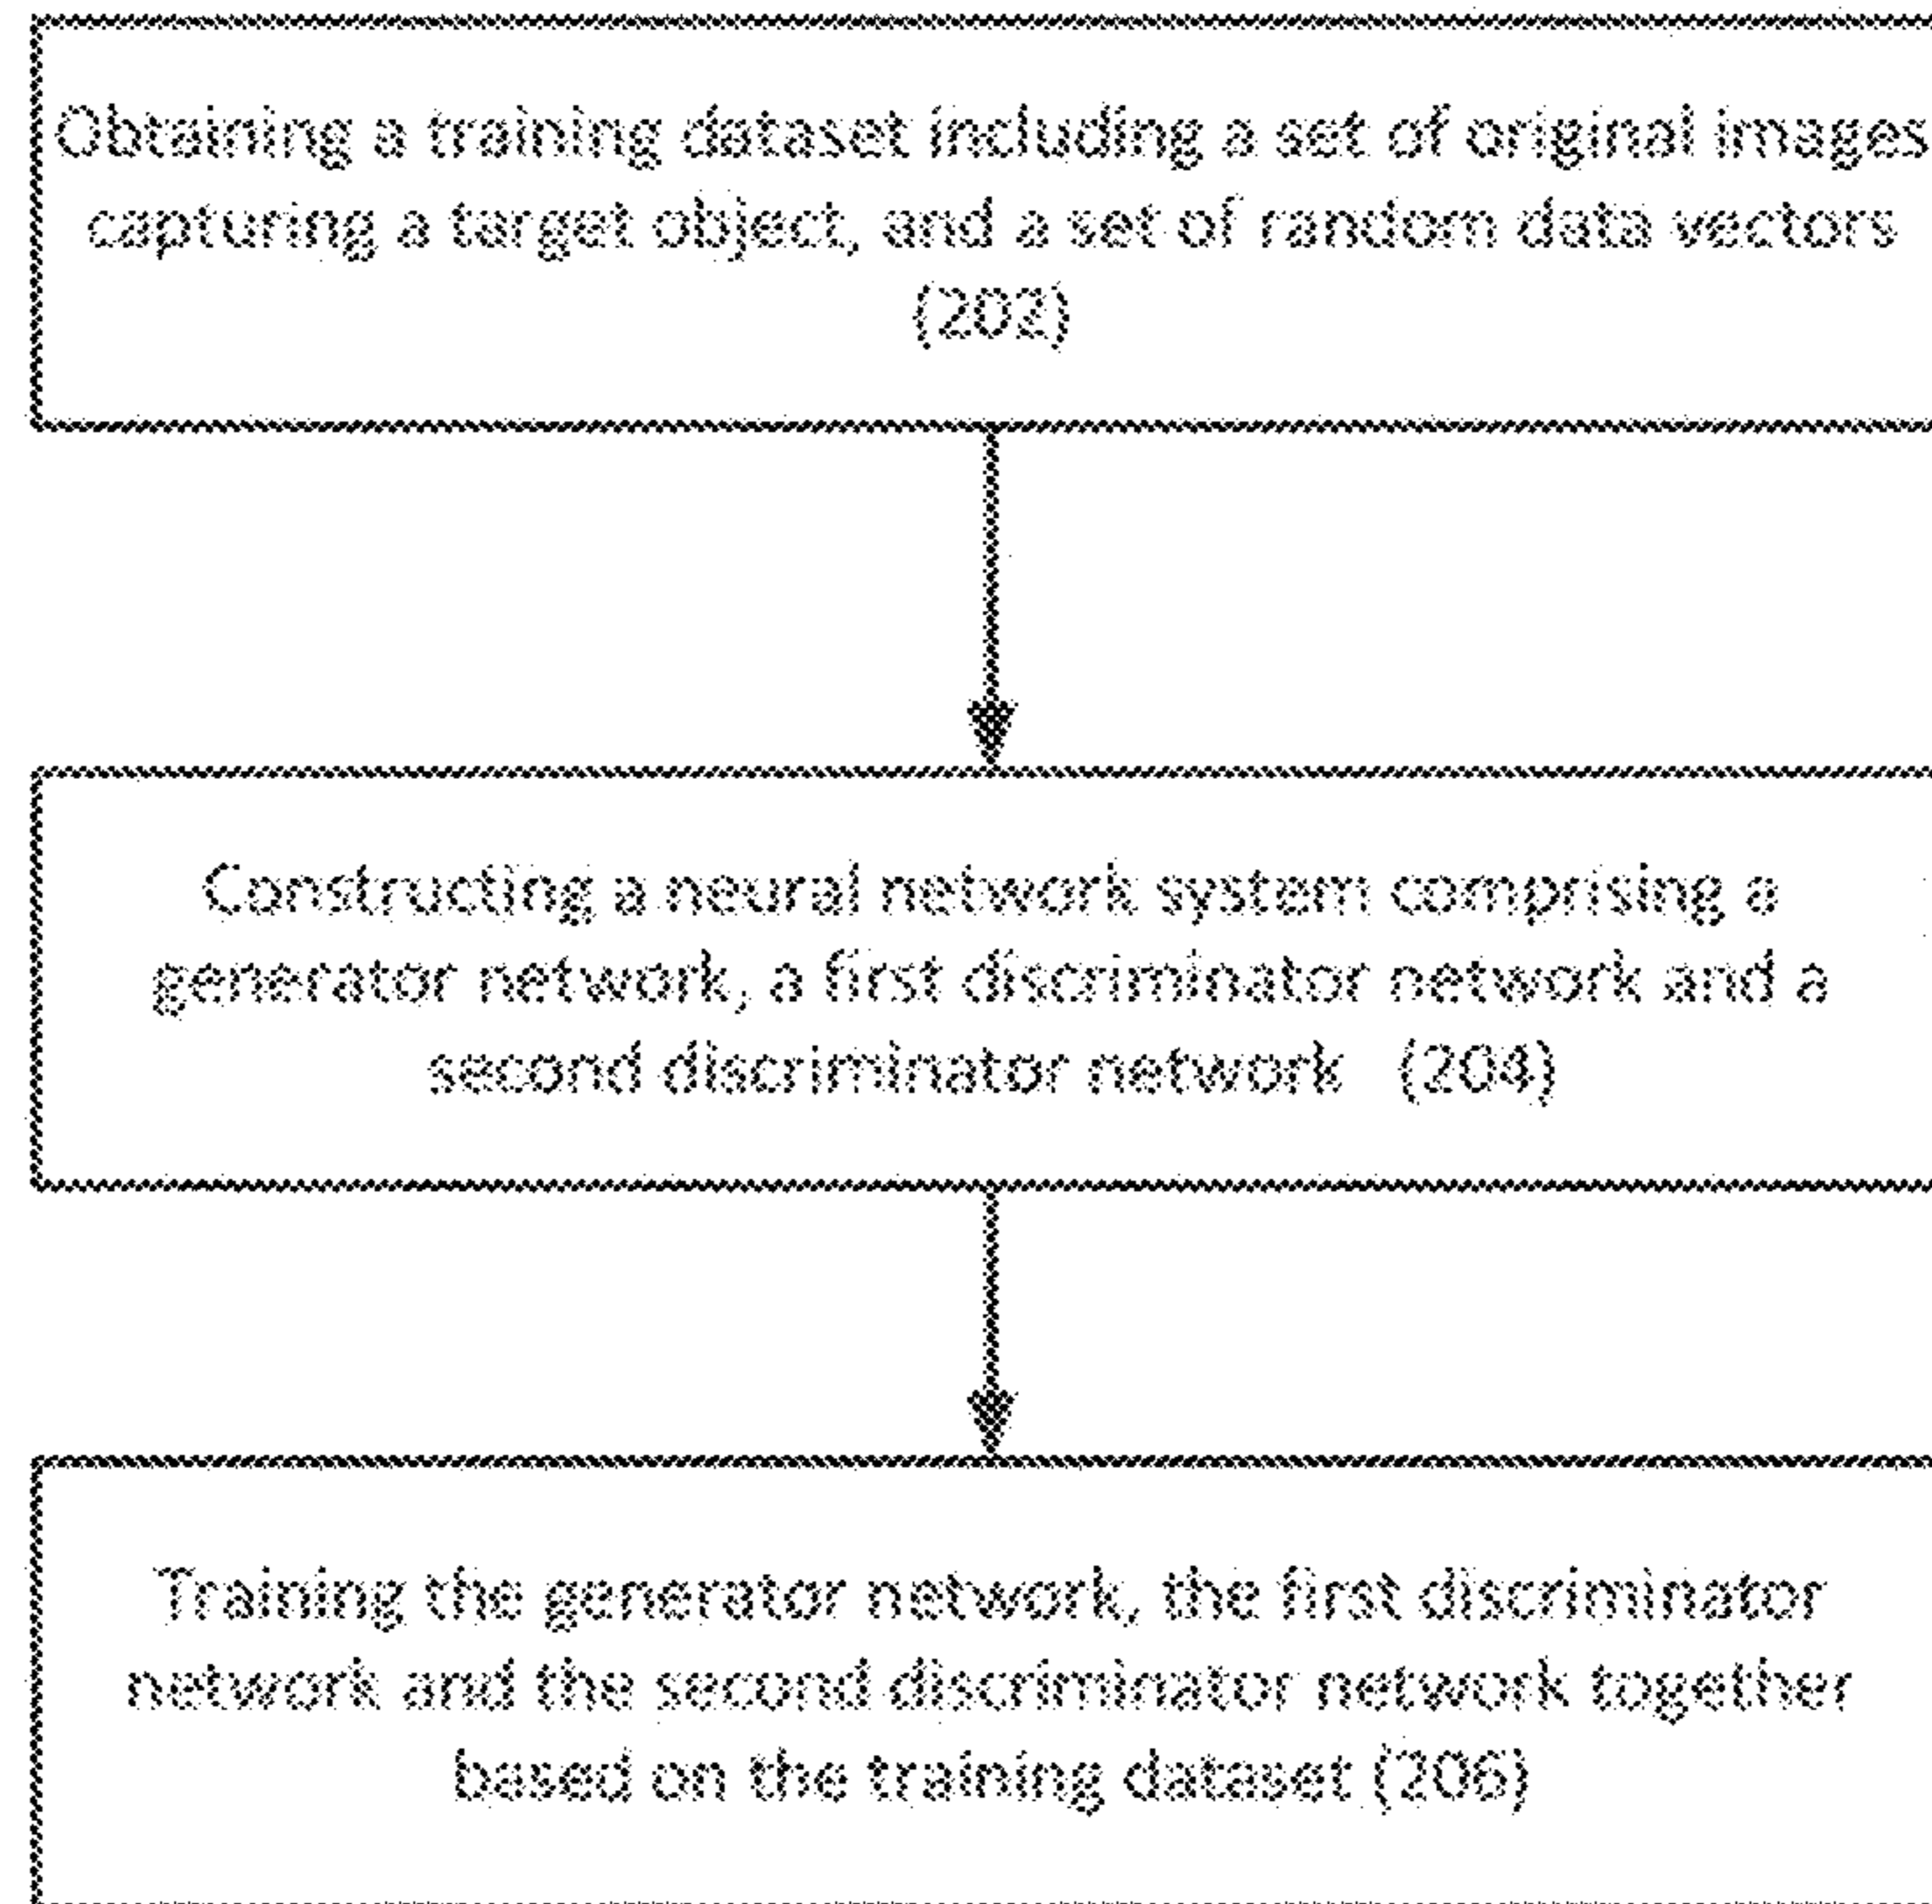 Obtaining a training dataset including a set of original images
capturing a target object, and a set of random data vectors
(202)
Constructing a neural network system comprising a
generator network, a first discriminator network and a
second discriminator network (204)
Training the generator network, the first discriminator
network and the second discriminator network together
based on the training dataset (206)